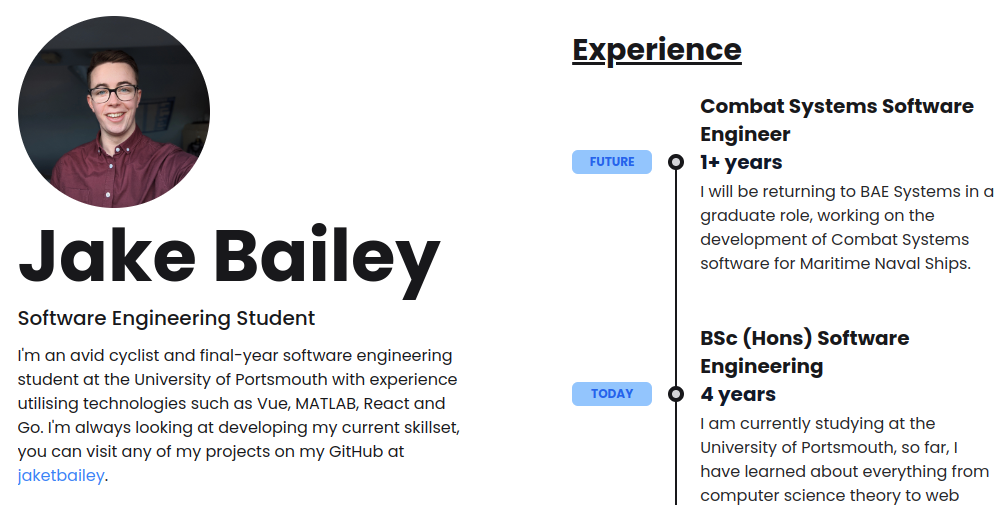 Jake Bailey
Software Engineering Student
I'm an avid cyclist and final-year software engineering
student at the University of Portsmouth with experience
utilising technologies such as Vue, MATLAB, React and
Go. I'm always looking at developing my current skillset,
you can visit any of my projects on my GitHub at
jaketbailey.
Experience
Combat Systems Software
Engineer
FUTURE
1+ years
I will be returning to BAE Systems in a
graduate role, working on the
development of Combat Systems
software for Maritime Naval Ships.
BSc (Hons) Software
Engineering
TODAY
4 years
I am currently studying at the
University of Portsmouth, so far, I
have learned about everything from
computer science theory to web